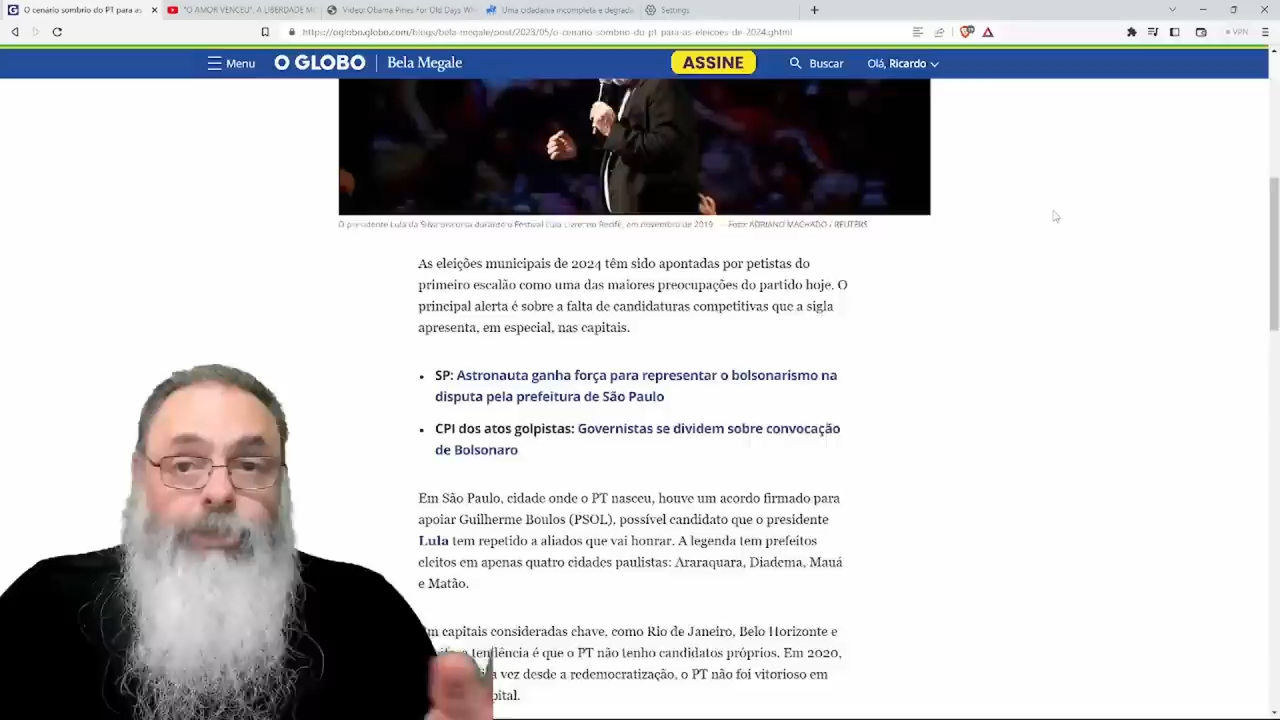 O cenário sombrio do PT para as
"O AMOR VENCEU", A LIBERDADE MO
Video! Obama Pines For Old Days Wh
Uma cidadania incompleta e degrada
Settings
https://oglobo.globo.com/blogs/bela-megale/post/2023/05/o-cenario-sombrio-do-pt-para-as-eleicoes-de-2024.ghtml
VPN
Menu
O GLOBO
Bela Megale
ASSINE
Buscar
Olá, Ricardo
O presidente Lula da Silva discursa durante o Festival Lula Livre, no Recife, em novembro de 2019. — Foto: ADRIANO MACHADO / REUTERS
As eleições municipais de 2024 têm sido apontadas por petistas do
primeiro escalão como uma das maiores preocupações do partido hoje. O
principal alerta é sobre a falta de candidaturas competitivas que a sigla
apresenta, em especial, nas capitais.
• SP: Astronauta ganha força para representar o bolsonarismo na
disputa pela prefeitura de São Paulo
• CPI dos atos golpistas: Governistas se dividem sobre convocação
de Bolsonaro
Em São Paulo, cidade onde o PT nasceu, houve um acordo firmado para
apoiar Guilherme Boulos (PSOL), possível candidato que o presidente
Lula tem repetido a aliados que vai honrar. A legenda tem prefeitos
eleitos em apenas quatro cidades paulistas: Araraquara, Diadema, Mauá
e Matão.
capitais consideradas chave, como Rio de Janeiro, Belo Horizonte e
tendência é que o PT não tenho candidatos próprios. Em 2020,
vez desde a redemocratização, o PT não foi vitorioso em